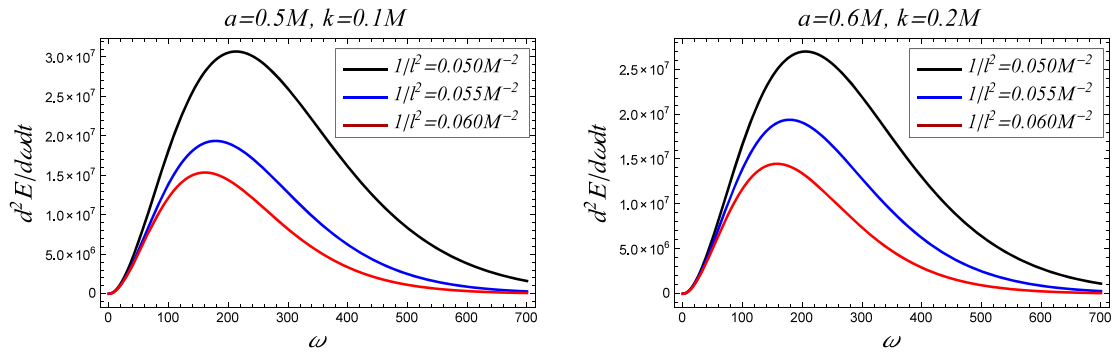 a=0.5M, k=0.1M
d² E/dωdt
3.0×10⁷
2.5×10⁷
2.0×10⁷
1.5×10⁷
1.0×10⁷
5.0×10⁶
0
1/l²=0.050M⁻²
1/l²=0.055M⁻²
1/l²=0.060M⁻²
0 100 200 300 400 500 600 700
ω
a=0.6M, k=0.2M
d² E/dωdt
2.5×10⁷
2.0×10⁷
1.5×10⁷
1.0×10⁷
5.0×10⁶
0
1/l²=0.050M⁻²
1/l²=0.055M⁻²
1/l²=0.060M⁻²
0 100 200 300 400 500 600 700
ω